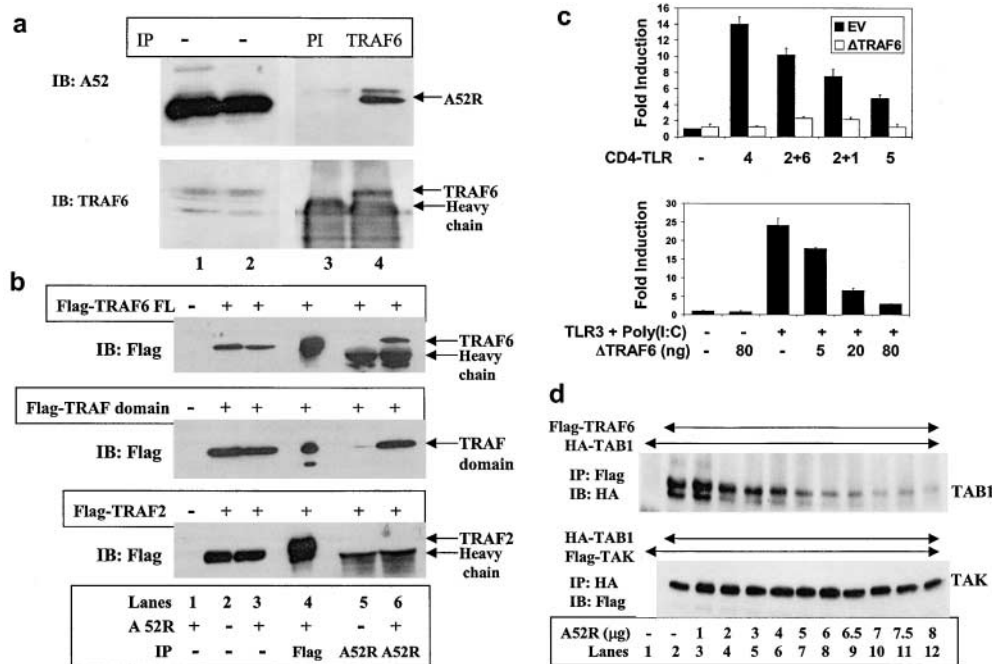 a
IP - - PI TRAF6
IB: A52
A52R
IB: TRAF6
TRAF6
Heavy
chain
1 2 3 4
b
Flag-TRAF6 FL - + + + + +
IB: Flag
TRAF6
Heavy
chain
Flag-TRAF domain - + + + + +
IB: Flag
TRAF
domain
Flag-TRAF2 - + + + + +
IB: Flag
TRAF2
Heavy
chain
Lanes 1 2 3 4 5 6
A 52R + - + + - +
IP - - - Flag A52R A52R
c
Fold Induction
16
14
12
10
8
6
4
2
0
EV
ΔTRAF6
CD4-TLR - 4 2+6 2+1 5
Fold Induction
30
25
20
15
10
5
0
TLR3 + Poly(I:C) - - + + + +
ΔTRAF6 (ng) - 80 - 5 20 80
d
Flag-TRAF6
HA-TAB1
IP: Flag
IB: HA
TAB1
HA-TAB1
Flag-TAK
IP: HA
IB: Flag
TAK
A52R (μg) - - 1 2 3 4 5 6 6.5 7 7.5 8
Lanes 1 2 3 4 5 6 7 8 9 10 11 12